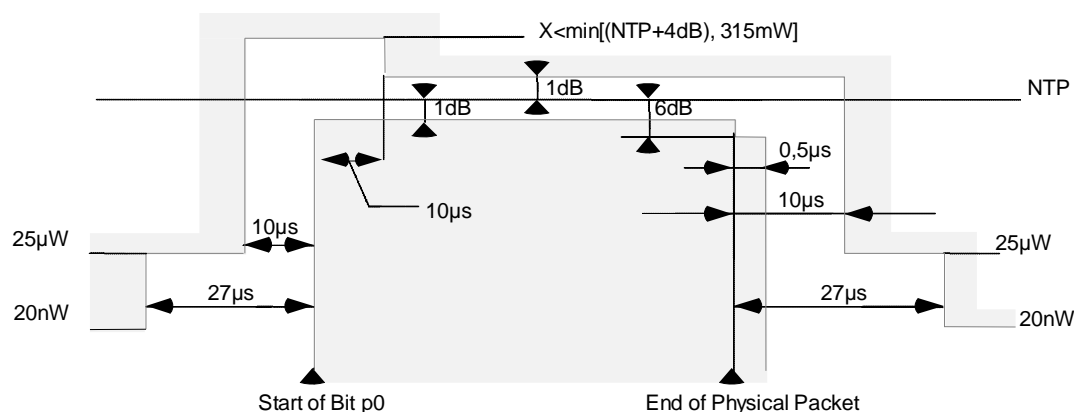 X<min[(NTP+4dB), 315mW]
NTP
1dB
1dB
6dB
0,5µs
10µs
10µs
10µs
25µW
25µW
27µs
27µs
20nW
20nW
Start of Bit p0
End of Physical Packet